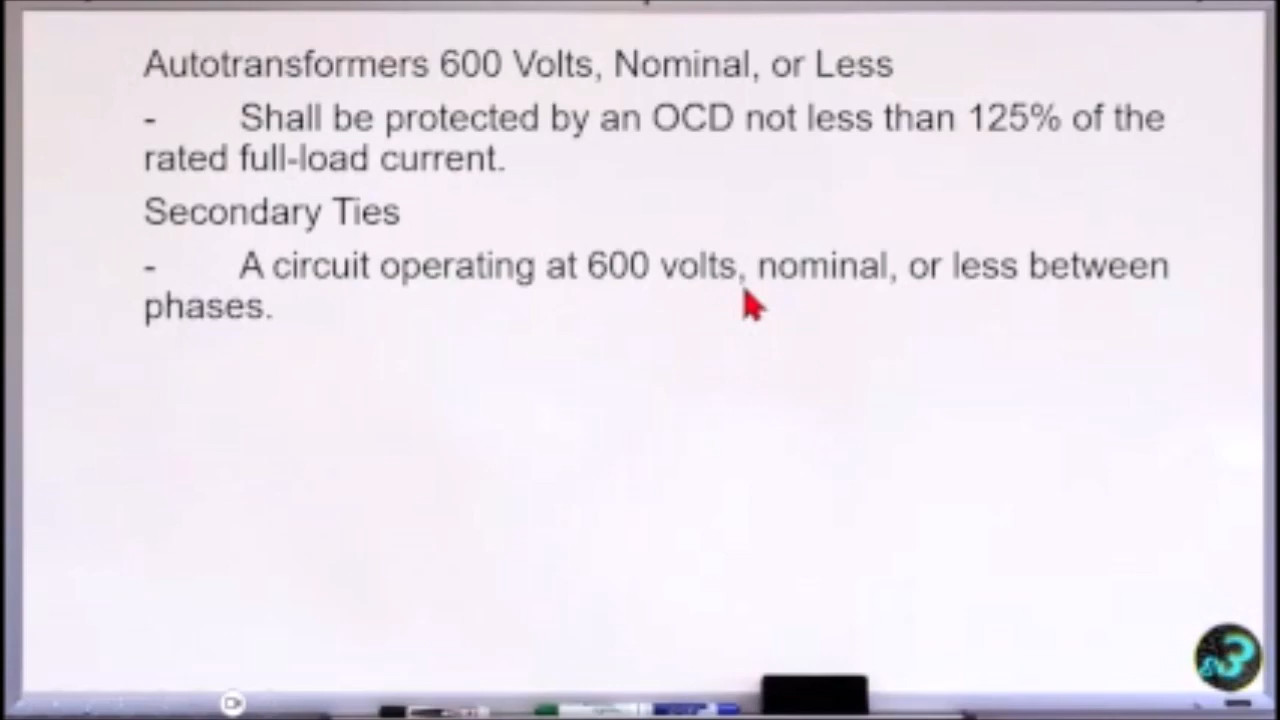 Autotransformers 600 Volts, Nominal, or Less
- Shall be protected by an OCD not less than 125% of the
rated full-load current.
Secondary Ties
- A circuit operating at 600 volts, nominal, or less between
phases.
3